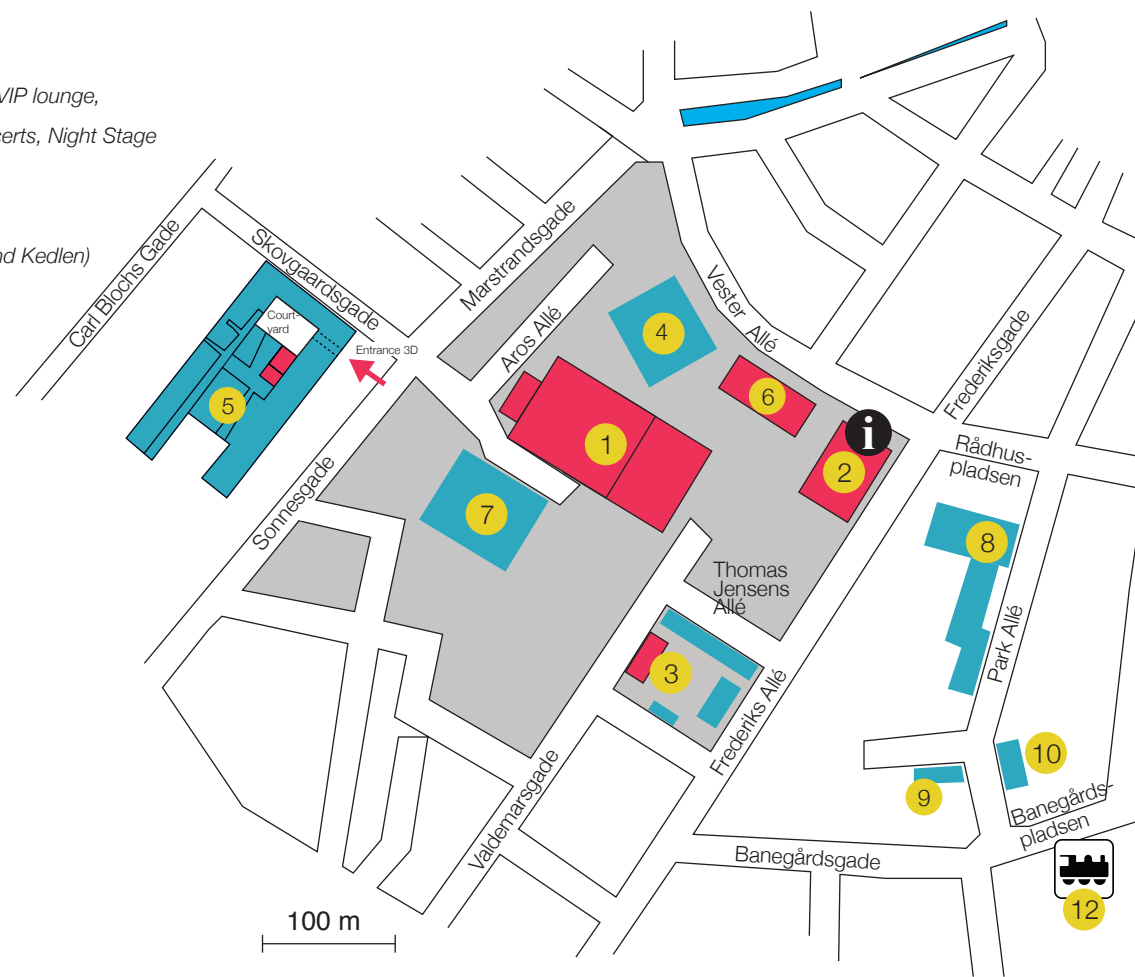 VIP lounge,
certs, Night Stage
nd Kedlen)
Carl Blochs Gade
Skovgaardsgade
Marstrandsgade
Court-
yard
Entrance 3D
Aros Allé
Vester Allé
4
6
5
1
i
2
Frederiksgade
Rådhus-
pladsen
Sonnesgade
7
8
Thomas
Jensens
Allé
3
Park Allé
Frederiks Allé
10
9
Valdemarsgade
Banegårds-
pladsen
Banegårdsgade
12
100 m